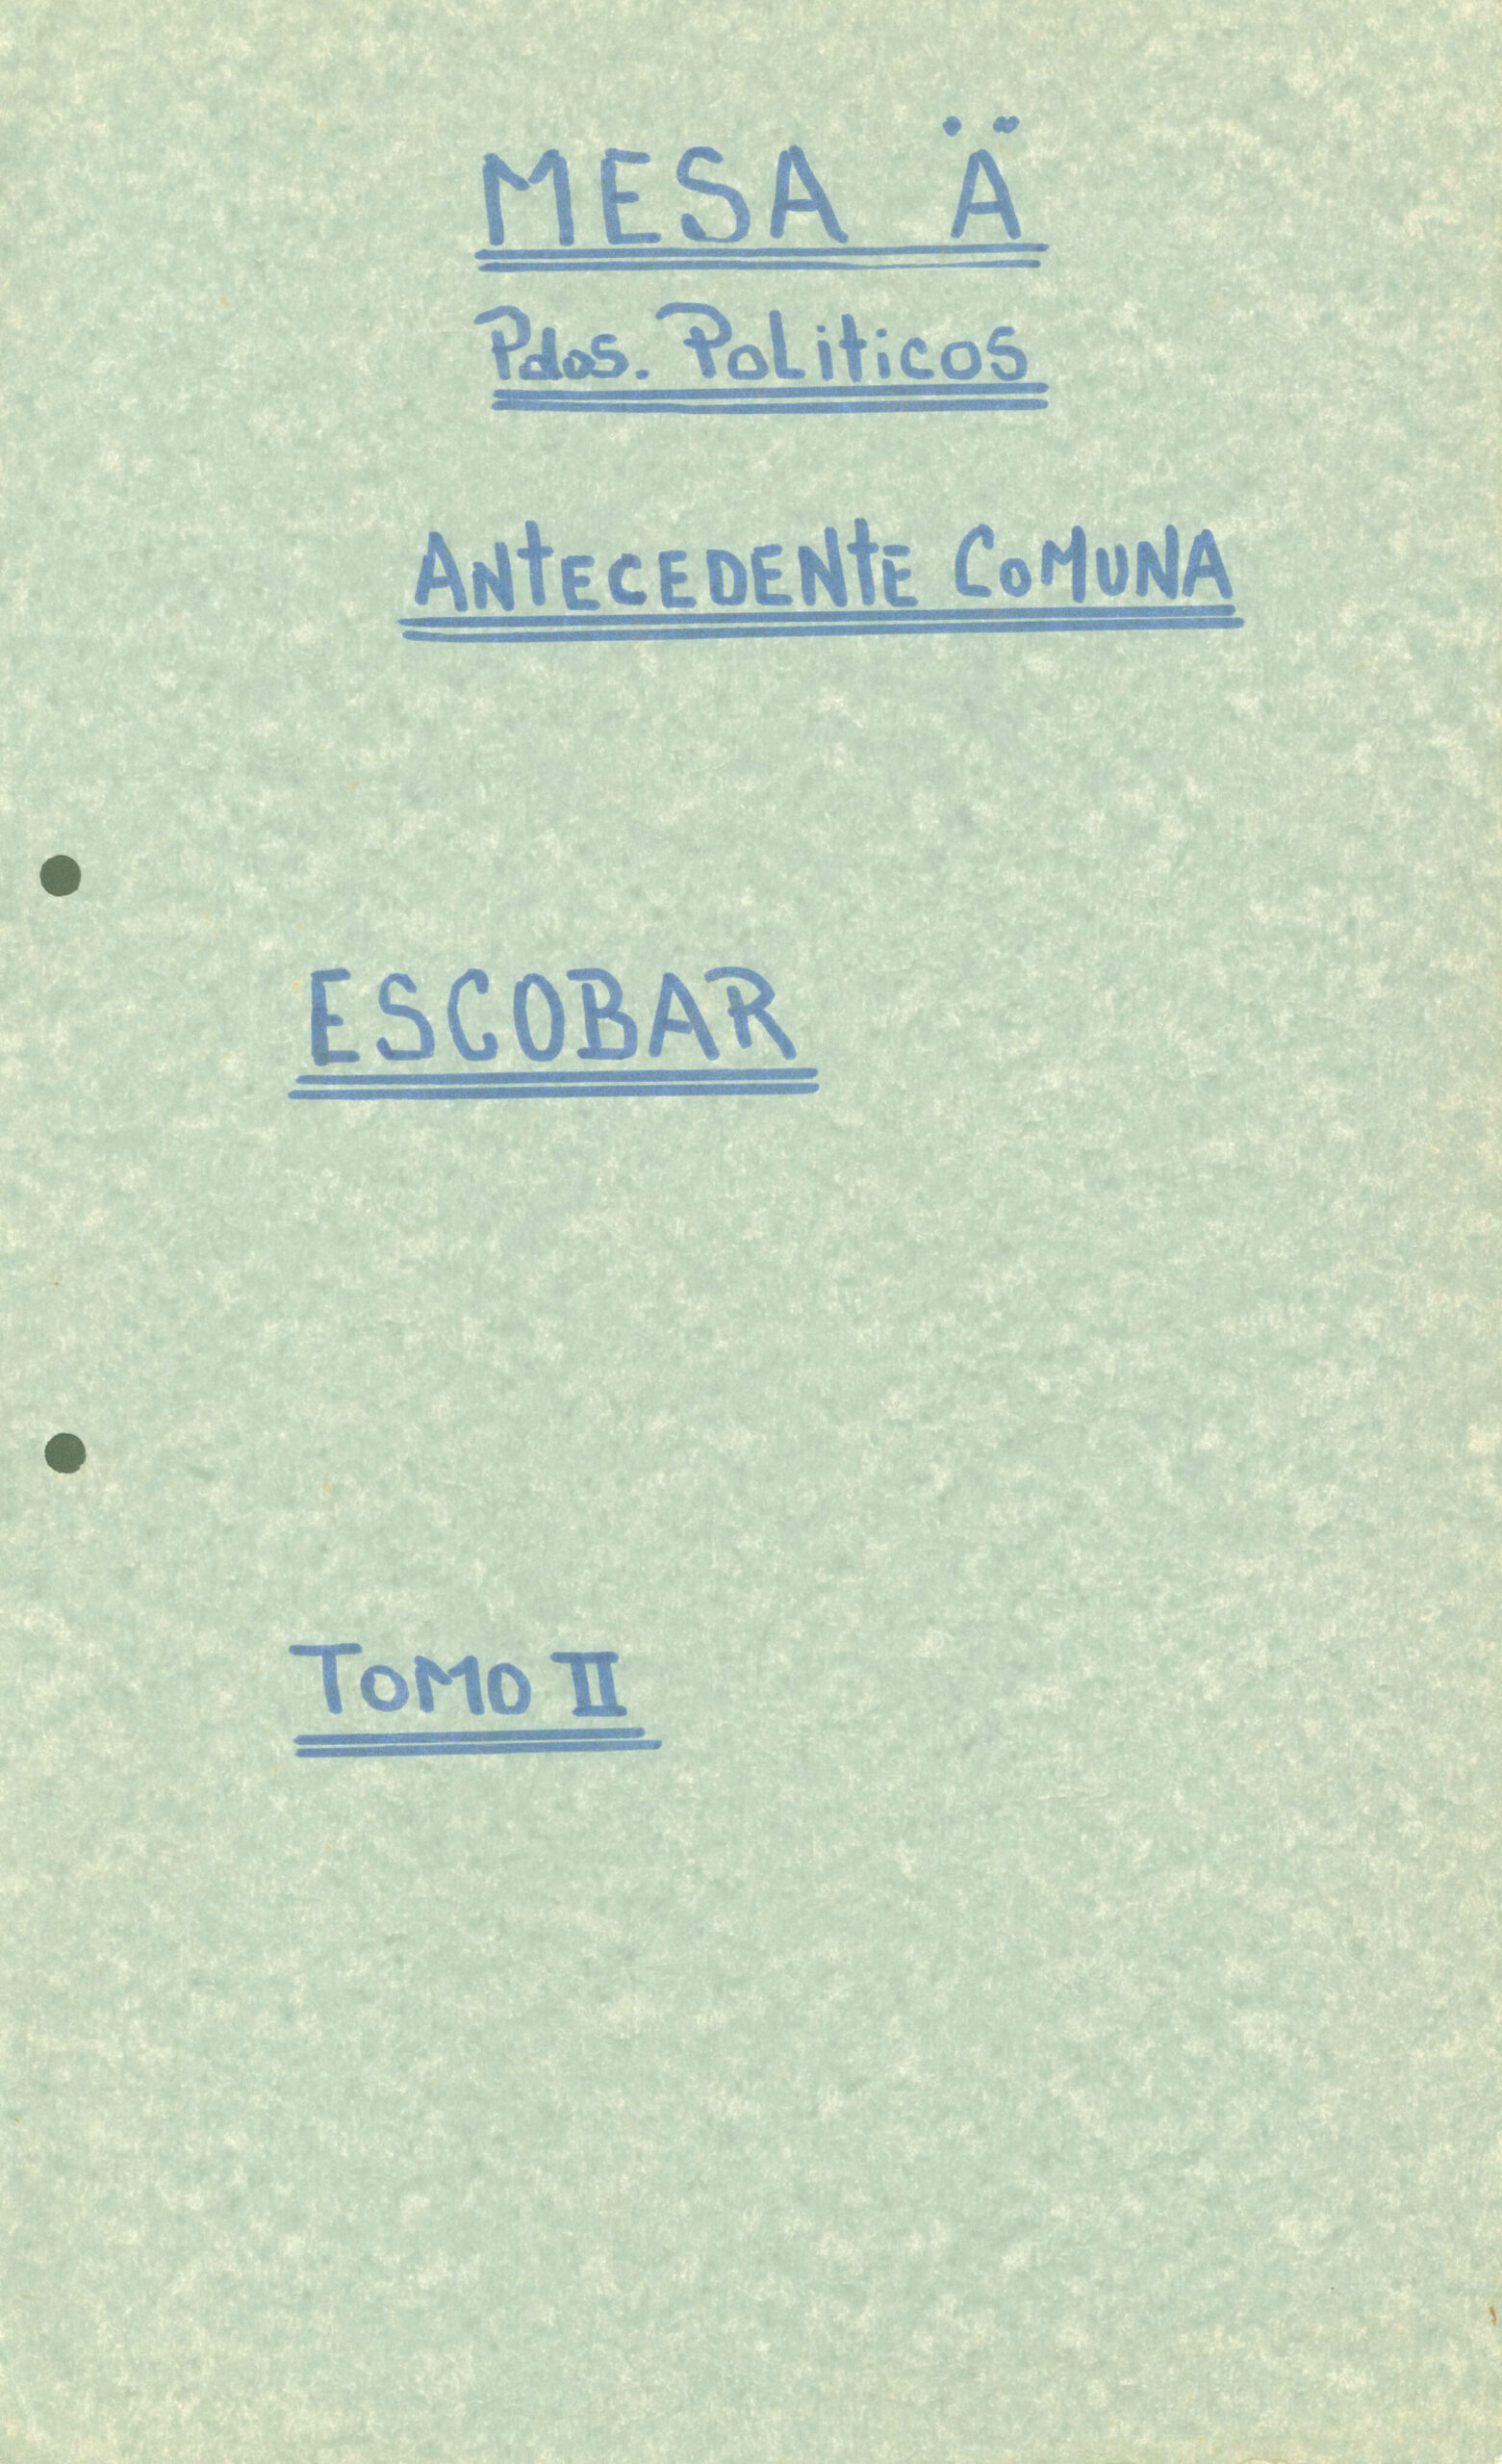 MESA "A"
Pdos. Politicos
ANTECEDENTE COMUNA
ESCOBAR
TOMO II